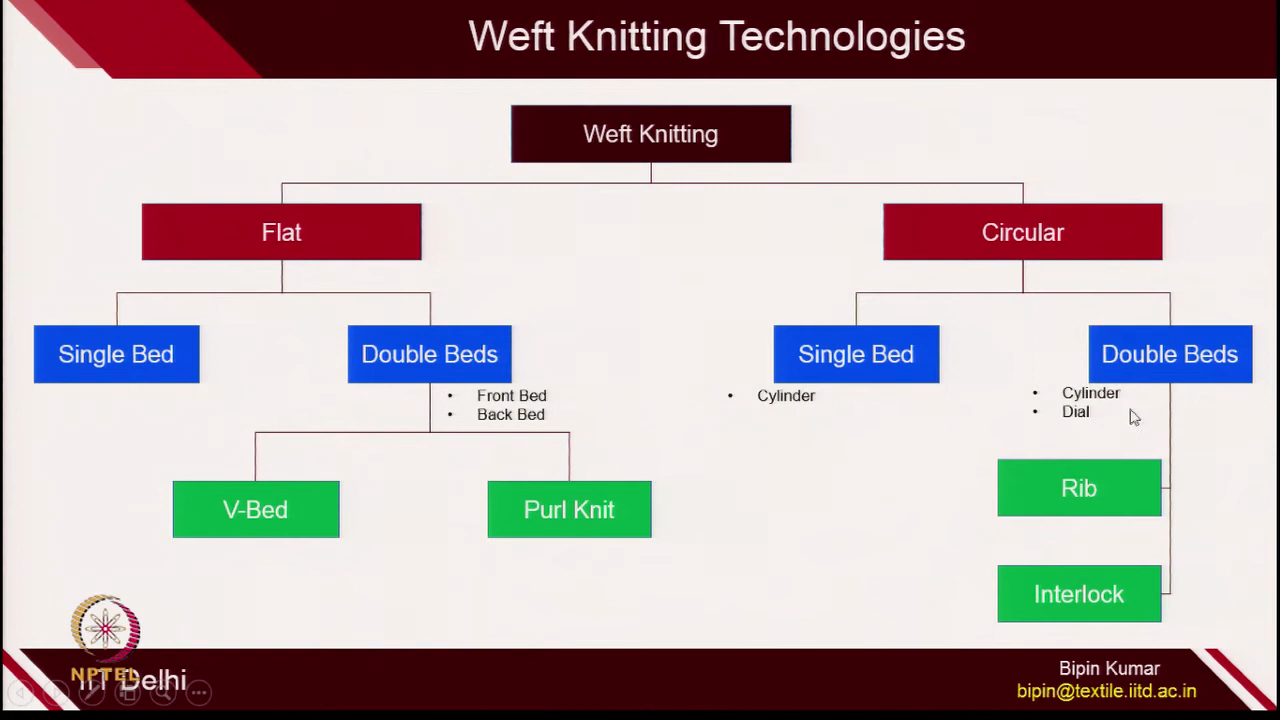 Weft Knitting Technologies
Weft Knitting
Flat
Circular
Single Bed
Double Beds
Single Bed
Double Beds
• Front Bed
• Back Bed
• Cylinder
• Cylinder
• Dial
V-Bed
Purl Knit
Rib
Interlock
NPTEL
IIT Delhi
Bipin Kumar
bipin@textile.iitd.ac.in